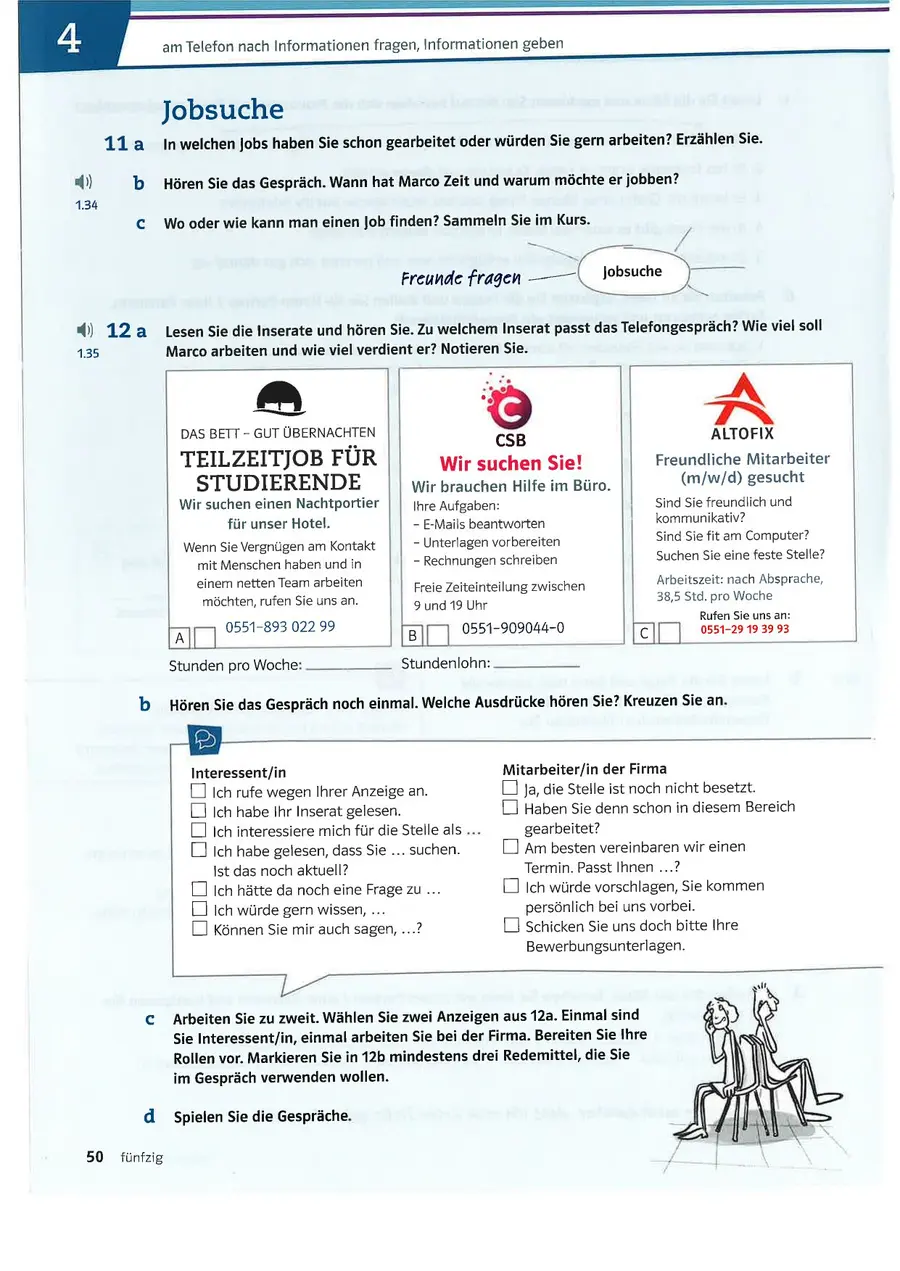 4
am Telefon nach Informationen fragen, Informationen geben
Jobsuche
11 a In welchen Jobs haben Sie schon gearbeitet oder würden Sie gern arbeiten? Erzählen Sie.
b Hören Sie das Gespräch. Wann hat Marco Zeit und warum möchte er jobben?
1.34
c Wo oder wie kann man einen Job finden? Sammeln Sie im Kurs.
Freunde fragen
Jobsuche
12 a Lesen Sie die Inserate und hören Sie. Zu welchem Inserat passt das Telefongespräch? Wie viel soll
1.35
Marco arbeiten und wie viel verdient er? Notieren Sie.
DAS BETT – GUT ÜBERNACHTEN
TEILZEITJOB FÜR
STUDIERENDE
Wir suchen einen Nachtportier
für unser Hotel.
Wenn Sie Vergnügen am Kontakt
mit Menschen haben und in
einem netten Team arbeiten
möchten, rufen Sie uns an.
0551-893 022 99
A
C
CSB
Wir suchen Sie!
Wir brauchen Hilfe im Büro.
Ihre Aufgaben:
– E-Mails beantworten
– Unterlagen vorbereiten
– Rechnungen schreiben
Freie Zeiteinteilung zwischen
9 und 19 Uhr
0551-909044-0
B
ALTOFIX
Freundliche Mitarbeiter
(m/w/d) gesucht
Sind Sie freundlich und
kommunikativ?
Sind Sie fit am Computer?
Suchen Sie eine feste Stelle?
Arbeitszeit: nach Absprache,
38,5 Std. pro Woche
Rufen Sie uns an:
0551-29 19 39 93
C
Stunden pro Woche: ____________ Stundenlohn: ____________
b Hören Sie das Gespräch noch einmal. Welche Ausdrücke hören Sie? Kreuzen Sie an.
Interessent/in
Ich rufe wegen Ihrer Anzeige an.
Ich habe Ihr Inserat gelesen.
Ich interessiere mich für die Stelle als ...
Ich habe gelesen, dass Sie ... suchen.
Ist das noch aktuell?
Ich hätte da noch eine Frage zu ...
Ich würde gern wissen, ...
Können Sie mir auch sagen, ...?
Mitarbeiter/in der Firma
Ja, die Stelle ist noch nicht besetzt.
Haben Sie denn schon in diesem Bereich
gearbeitet?
Am besten vereinbaren wir einen
Termin. Passt Ihnen ...?
Ich würde vorschlagen, Sie kommen
persönlich bei uns vorbei.
Schicken Sie uns doch bitte Ihre
Bewerbungsunterlagen.
c Arbeiten Sie zu zweit. Wählen Sie zwei Anzeigen aus 12a. Einmal sind
Sie Interessent/in, einmal arbeiten Sie bei der Firma. Bereiten Sie Ihre
Rollen vor. Markieren Sie in 12b mindestens drei Redemittel, die Sie
im Gespräch verwenden wollen.
d Spielen Sie die Gespräche.
50 fünfzig